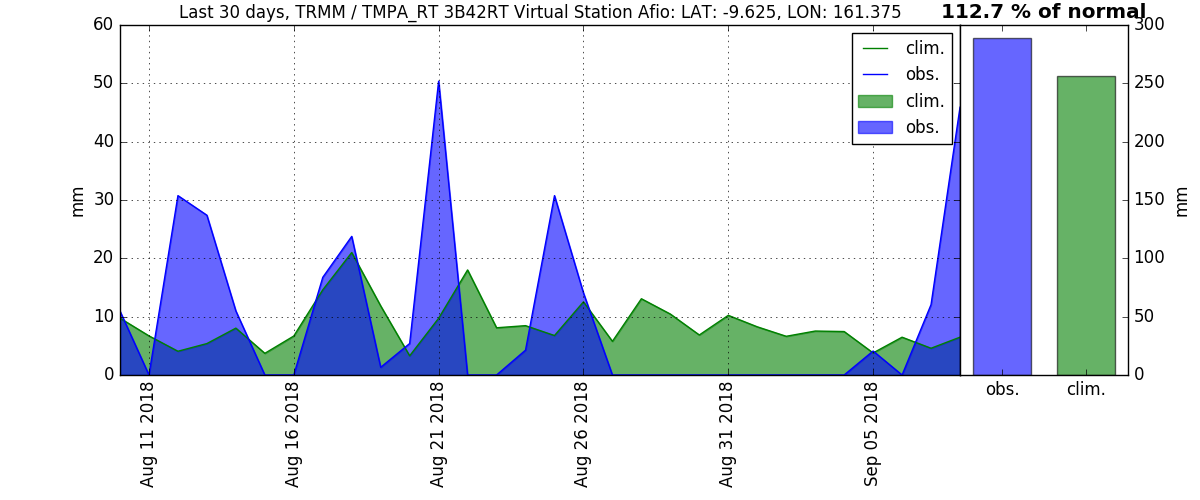 Last 30 days, TRMM / TMPA_RT 3B42RT Virtual Station Afio: LAT: -9.625, LON: 161.375
112.7 % of normal
clim.
obs.
clim.
obs.
60
50
40
30
20
10
0
mm
Aug 11 2018
Aug 16 2018
Aug 21 2018
Aug 26 2018
Aug 31 2018
Sep 05 2018
300
250
200
150
100
50
0
mm
obs.
clim.